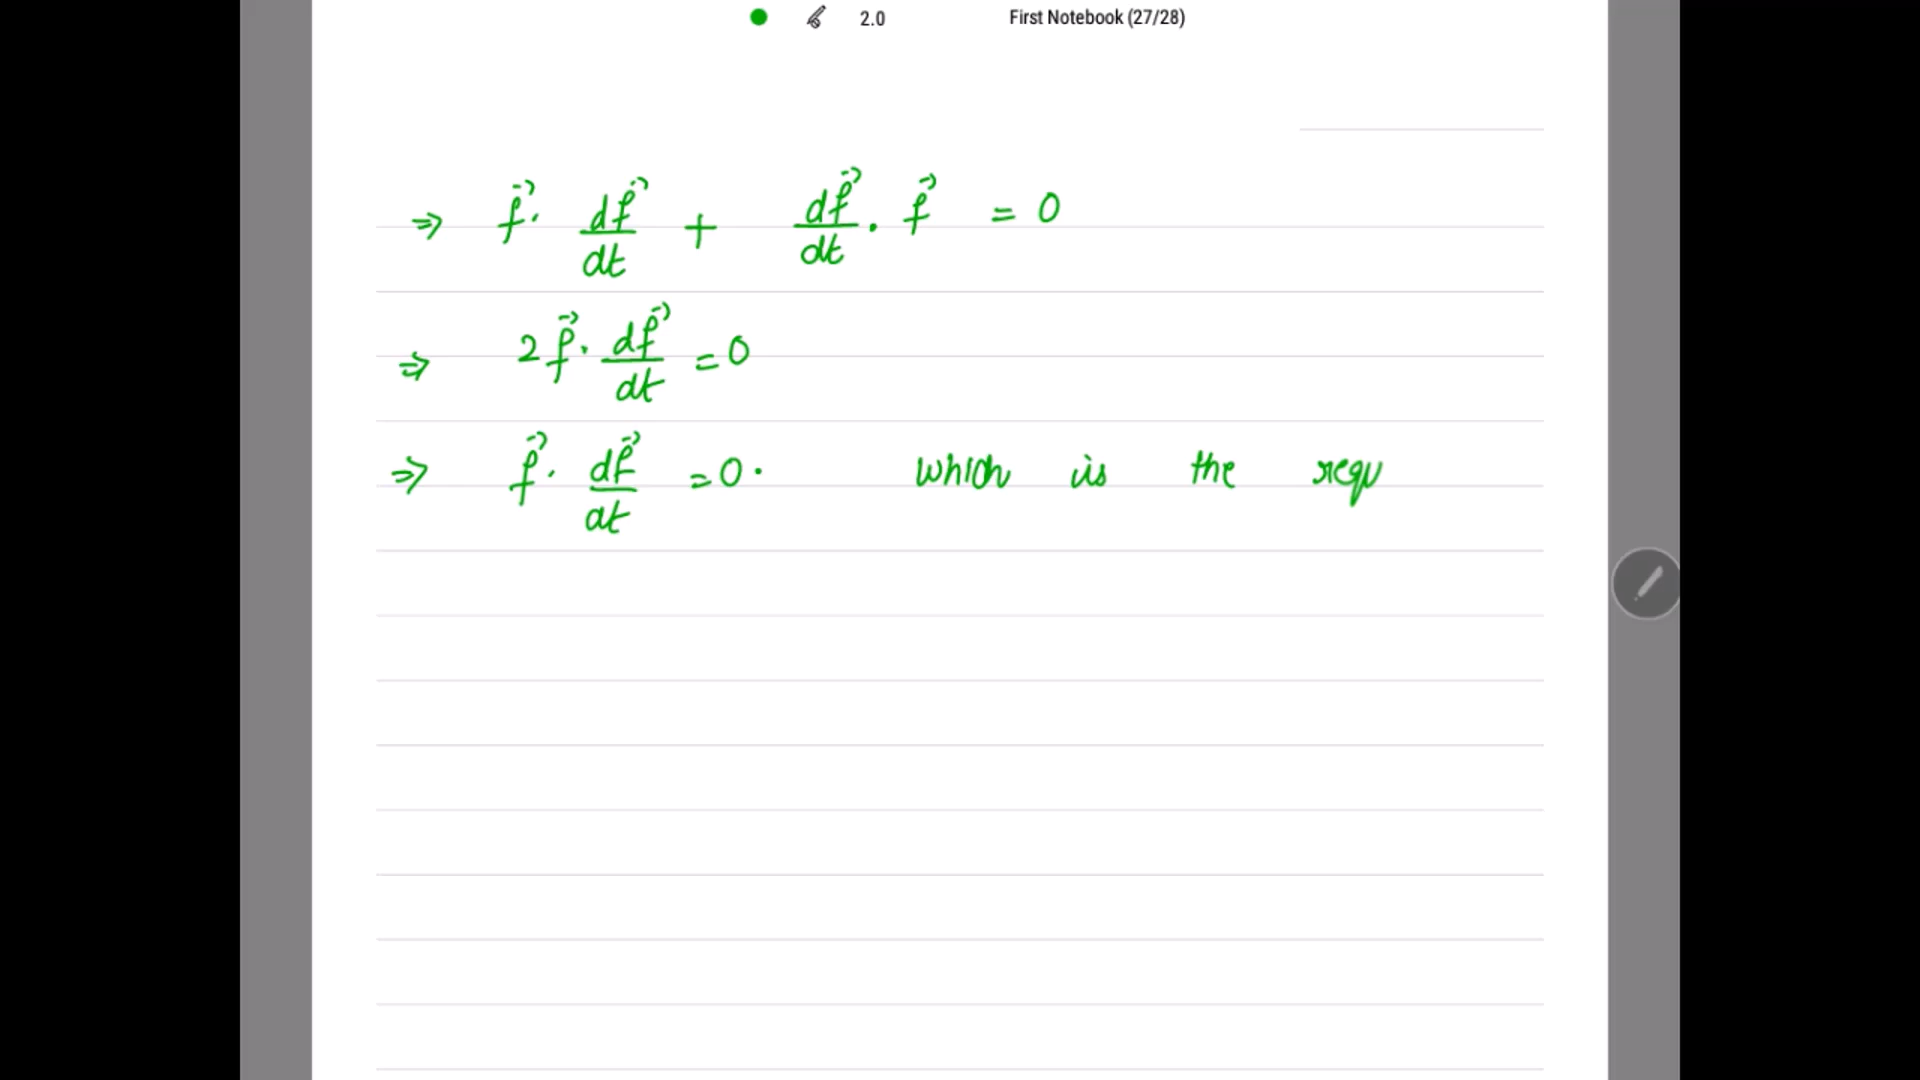 2.0 First Notebook (27/28)
⇒ f⃗ . df⃗/dt + df⃗/dt . f⃗ = 0
⇒ 2f⃗ . df⃗/dt = 0
⇒ f⃗ . df⃗/dt = 0 . which is the requ